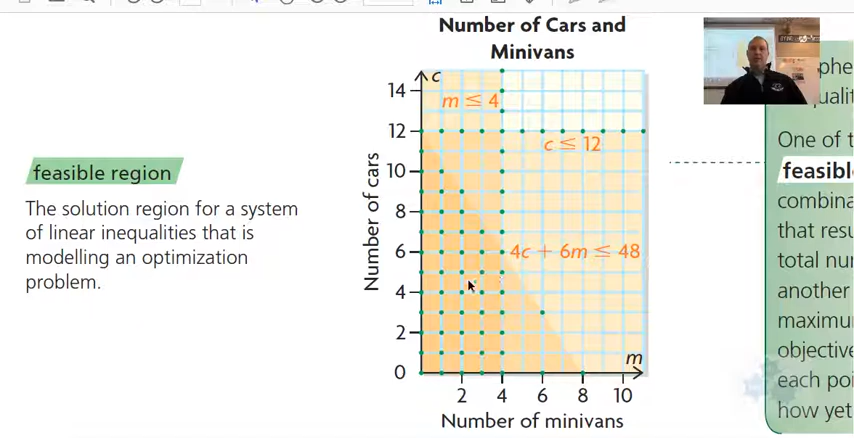 feasible region
The solution region for a system
of linear inequalities that is
modelling an optimization
problem.
Number of Cars and
Minivans
c
14
12
10
8
6
4
2
0
m ≤ 4
c ≤ 12
4c + 6m ≤ 48
m
2 4 6 8 10
Number of cars
Number of minivans
One of t
feasibl
combina
that resu
total nur
another
maximur
objective
each poi
how yet